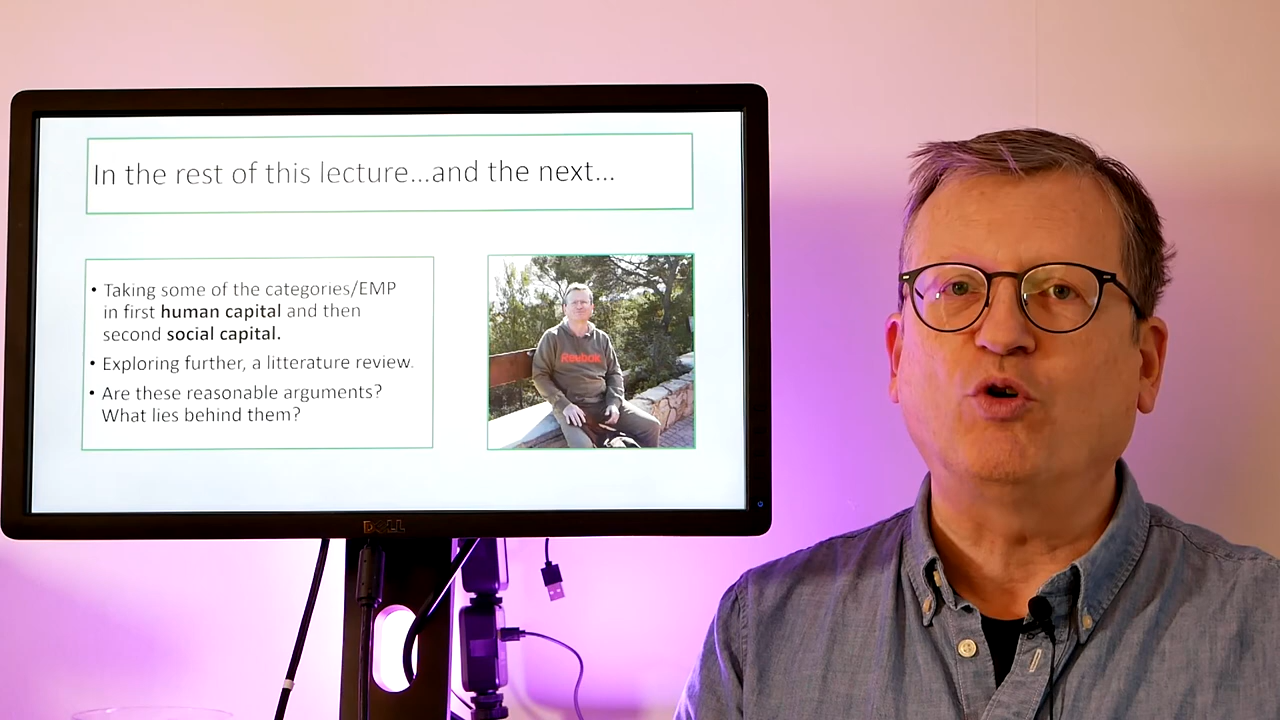 In the rest of this lecture...and the next...
• Taking some of the categories/EMP
in first human capital and then
second social capital.
• Exploring further, a litterature review.
• Are these reasonable arguments?
What lies behind them?
Reebok
DELL